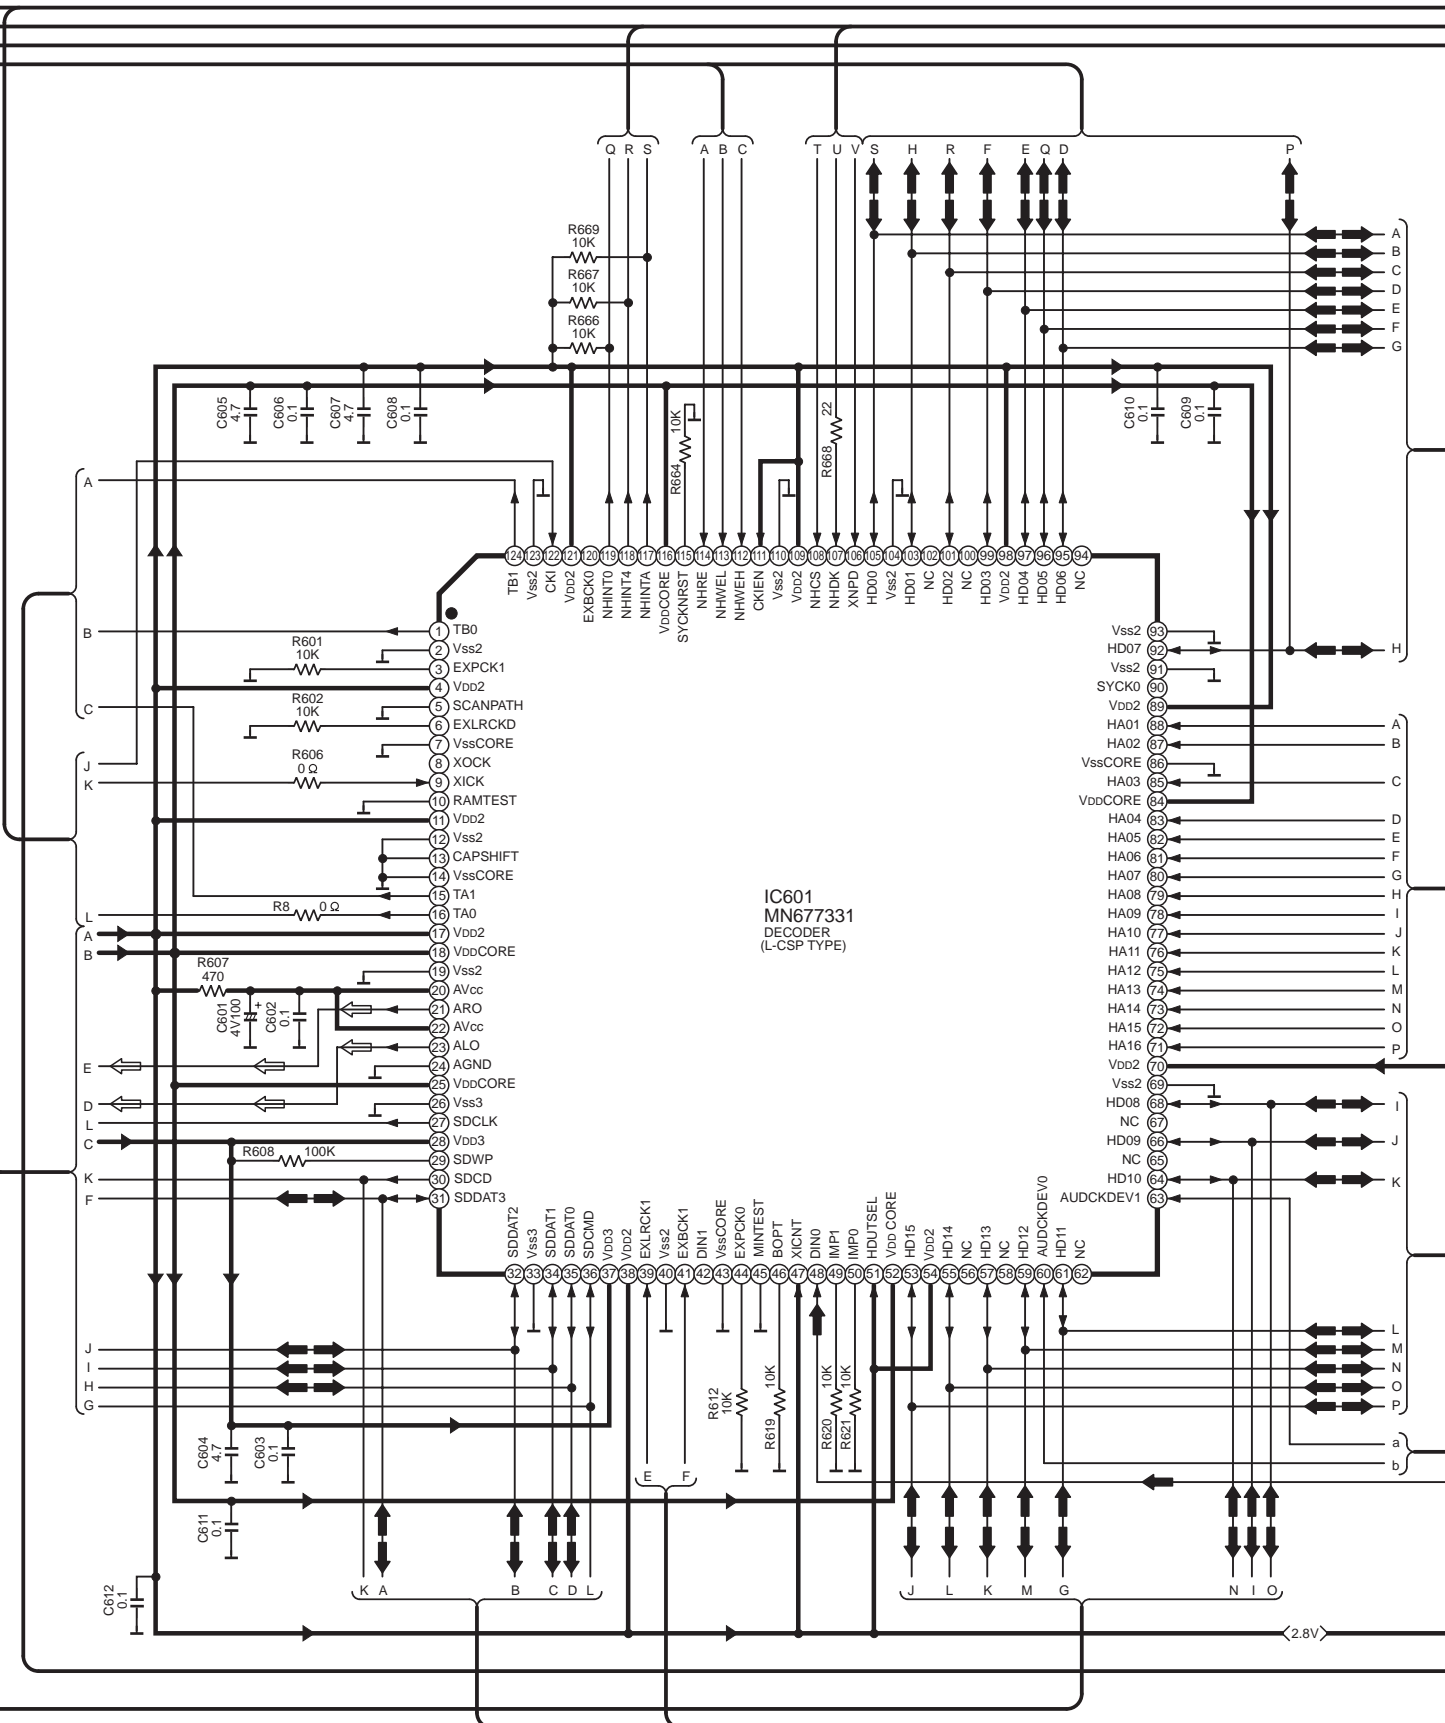 Q R S A B C T U V S H R F E Q D P
R669
10K
R667
10K
R666
10K
A
B
C
D
E
F
G
C605
4.7
C606
0.1
C607
4.7
C608
0.1
R664
10K
R668
22
C610
0.1
C609
0.1
A
B
C
J
K
L
A
B
E
D
L
C
K
F
J
I
H
G
124 123 122 121 120 119 118 117 116 115 114 113 112 111 110 109 108 107 106 105 104 103 102 101 100 99 98 97 96 95 94
TB1
Vss2
CKI
VDD2
EXBCK0
NHINT0
NHINT4
NHINTA
VDDCORE
SYCKNRST
NHRE
NHWEL
NHWEH
CKIEN
Vss2
VDD2
NHCS
NHDK
XNPD
HD00
Vss2
HD01
NC
HD02
NC
HD03
VDD2
HD04
HD05
HD06
NC
1 TB0
2 Vss2
R601
10K
3 EXPCK1
4 VDD2
5 SCANPATH
R602
10K
6 EXLRCKD
7 VssCORE
8 XOCK
R606
0 Ω
9 XICK
10 RAMTEST
11 VDD2
12 Vss2
13 CAPSHIFT
14 VssCORE
15 TA1
R8 0 Ω
16 TA0
17 VDD2
18 VDDCORE
R607
470
19 Vss2
20 AVcc
C601
4V100
+
C602
0.1
21 ARO
22 AVcc
23 ALO
24 AGND
25 VDDCORE
26 Vss3
27 SDCLK
28 VDD3
R608 100K
29 SDWP
30 SDCD
31 SDDAT3
IC601
MN677331
DECODER
(L-CSP TYPE)
Vss2 93
HD07 92
H
Vss2 91
SYCK0 90
VDD2 89
HA01 88 A
HA02 87 B
VssCORE 86
HA03 85 C
VDDCORE 84
HA04 83 D
HA05 82 E
HA06 81 F
HA07 80 G
HA08 79 H
HA09 78 I
HA10 77 J
HA11 76 K
HA12 75 L
HA13 74 M
HA14 73 N
HA15 72 O
HA16 71 P
VDD2 70
Vss2 69
HD08 68 I
NC 67
HD09 66 J
NC 65
HD10 64 K
AUDCKDEV1 63
SDDAT2
Vss3
SDDAT1
SDDAT0
SDCMD
VDD3
VDD2
EXLRCK1
Vss2
EXBCK1
DIN1
VssCORE
EXPCK0
MINTEST
BOPT
XICNT
DIN0
IMP1
IMP0
HDUTSEL
VDD CORE
HD15
VDD2
HD14
NC
HD13
NC
HD12
AUDCKDEV0
HD11
NC
32 33 34 35 36 37 38 39 40 41 42 43 44 45 46 47 48 49 50 51 52 53 54 55 56 57 58 59 60 61 62
L
M
N
O
P
a
b
R612
10K
R619
10K
R620
10K
R621
10K
C604
4.7
C603
0.1
E F
C611
0.1
C612
0.1
K A B C D L
J L K M G N I O
2.8V